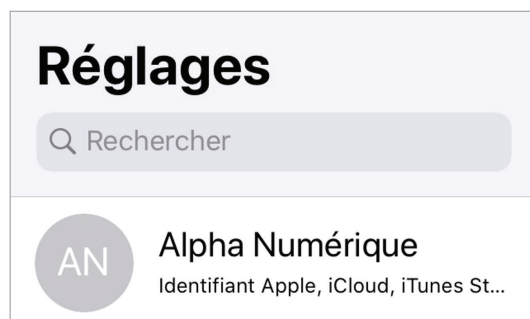 Réglages
Rechercher
AN
Alpha Numérique
Identifiant Apple, iCloud, iTunes St...